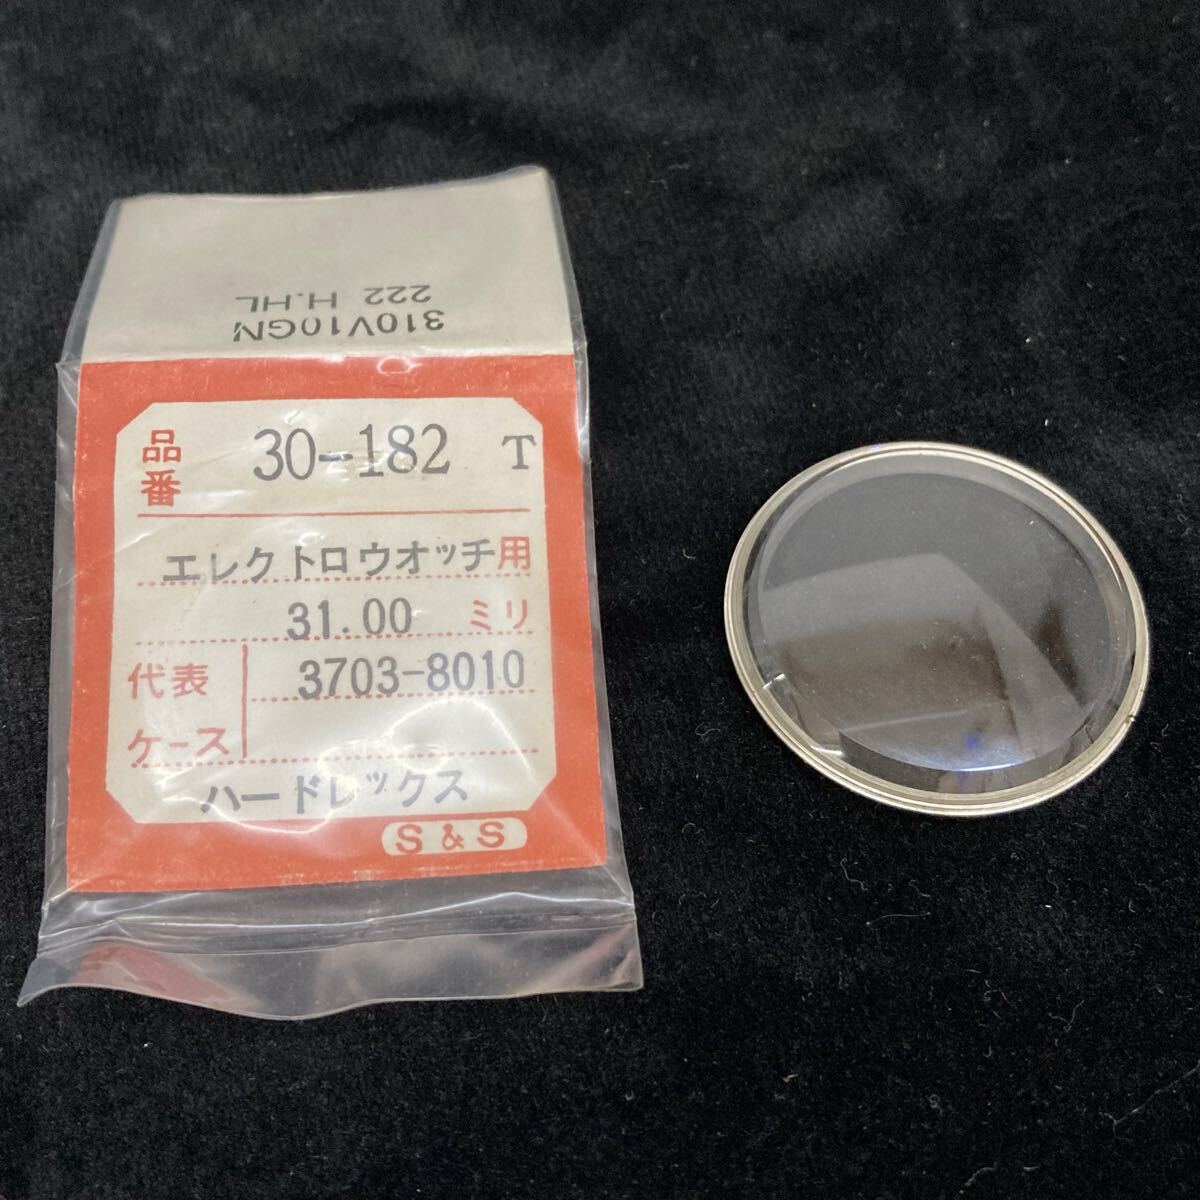 310V10GN
222 H.HL
品番 30-182 T
エレクトロウオッチ用
31.00 ミリ
代表ケース 3703-8010
ハードレックス
S & S